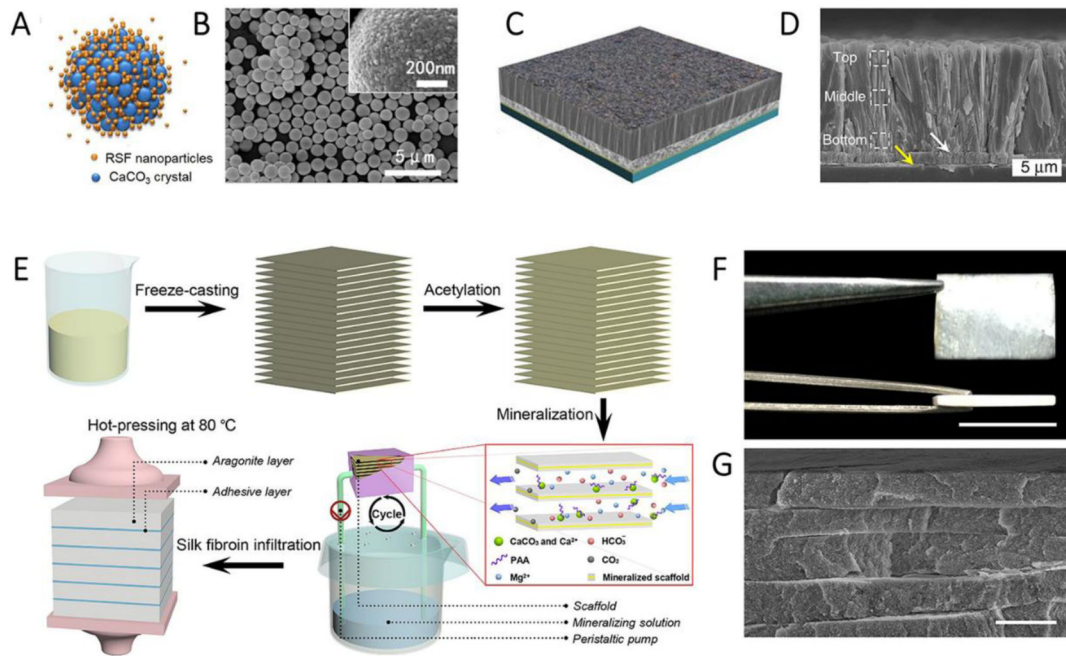 A
RSF nanoparticles
CaCO₃ crystal
B
200nm
5 μm
C
D
Top
Middle
Bottom
5 μm
E
Freeze-casting
Acetylation
Mineralization
Hot-pressing at 80 ℃
Aragonite layer
Adhesive layer
Silk fibroin infiltration
Cycle
CaCO₃ and Ca²⁺
HCO₃⁻
PAA
CO₂
Mg²⁺
Mineralized scaffold
Scaffold
Mineralizing solution
Peristaltic pump
F
G